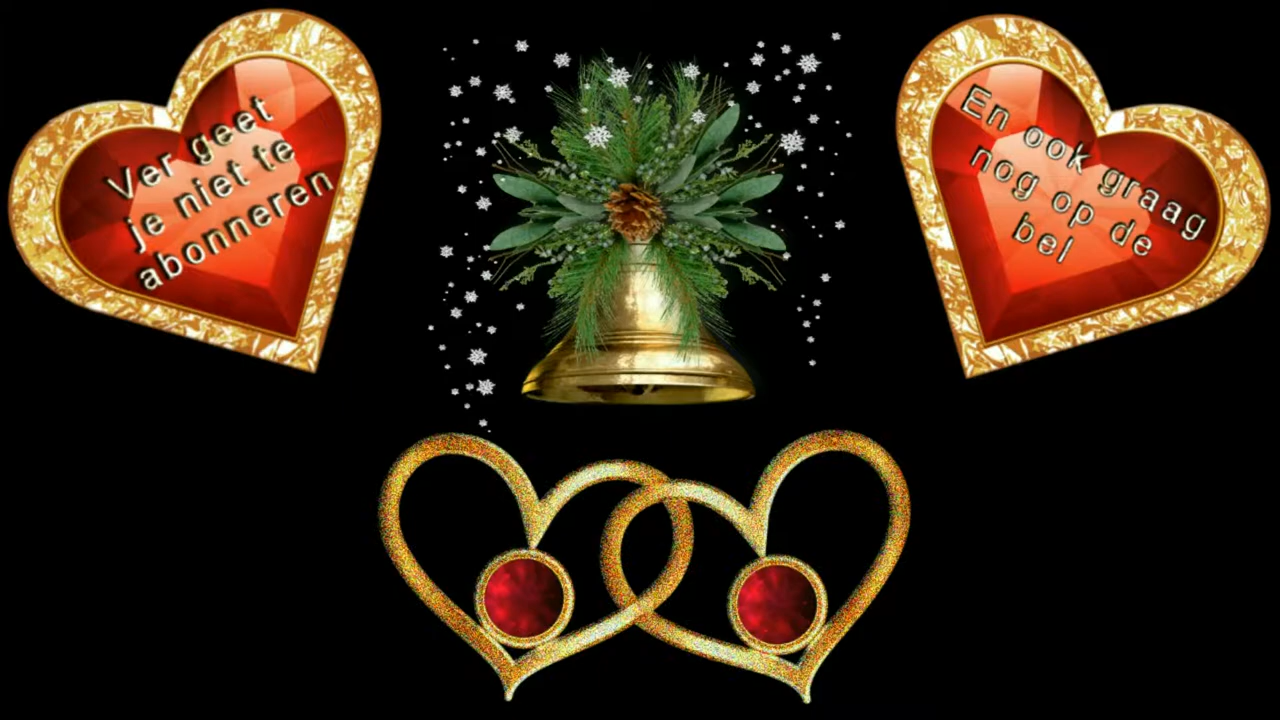 Ver geet
je niet te
abonneren
En ook graag
nog op de
bel